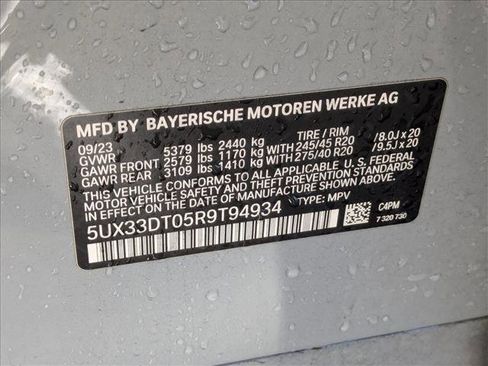 MFD BY BAYERISCHE MOTOREN WERKE AG
09/23 5379 lbs 2440 kg TIRE / RIM
GVWR
GAWR FRONT 2579 lbs 1170 kg 245/45 R20 /8.0J x 20
GAWR REAR 3109 lbs 1410 kg 275/40 R20 /9.5J x 20
THIS VEHICLE CONFORMS TO ALL APPLICABLE U. S. FEDERAL
MOTOR VEHICLE SAFETY AND THEFT PREVENTION STANDARDS
IN EFFECT ON THE DATE OF MANUFACTURE SHOWN ABOVE.
5UX33DT05R9T94934 TYPE: MPV
C4PM
7 320 730